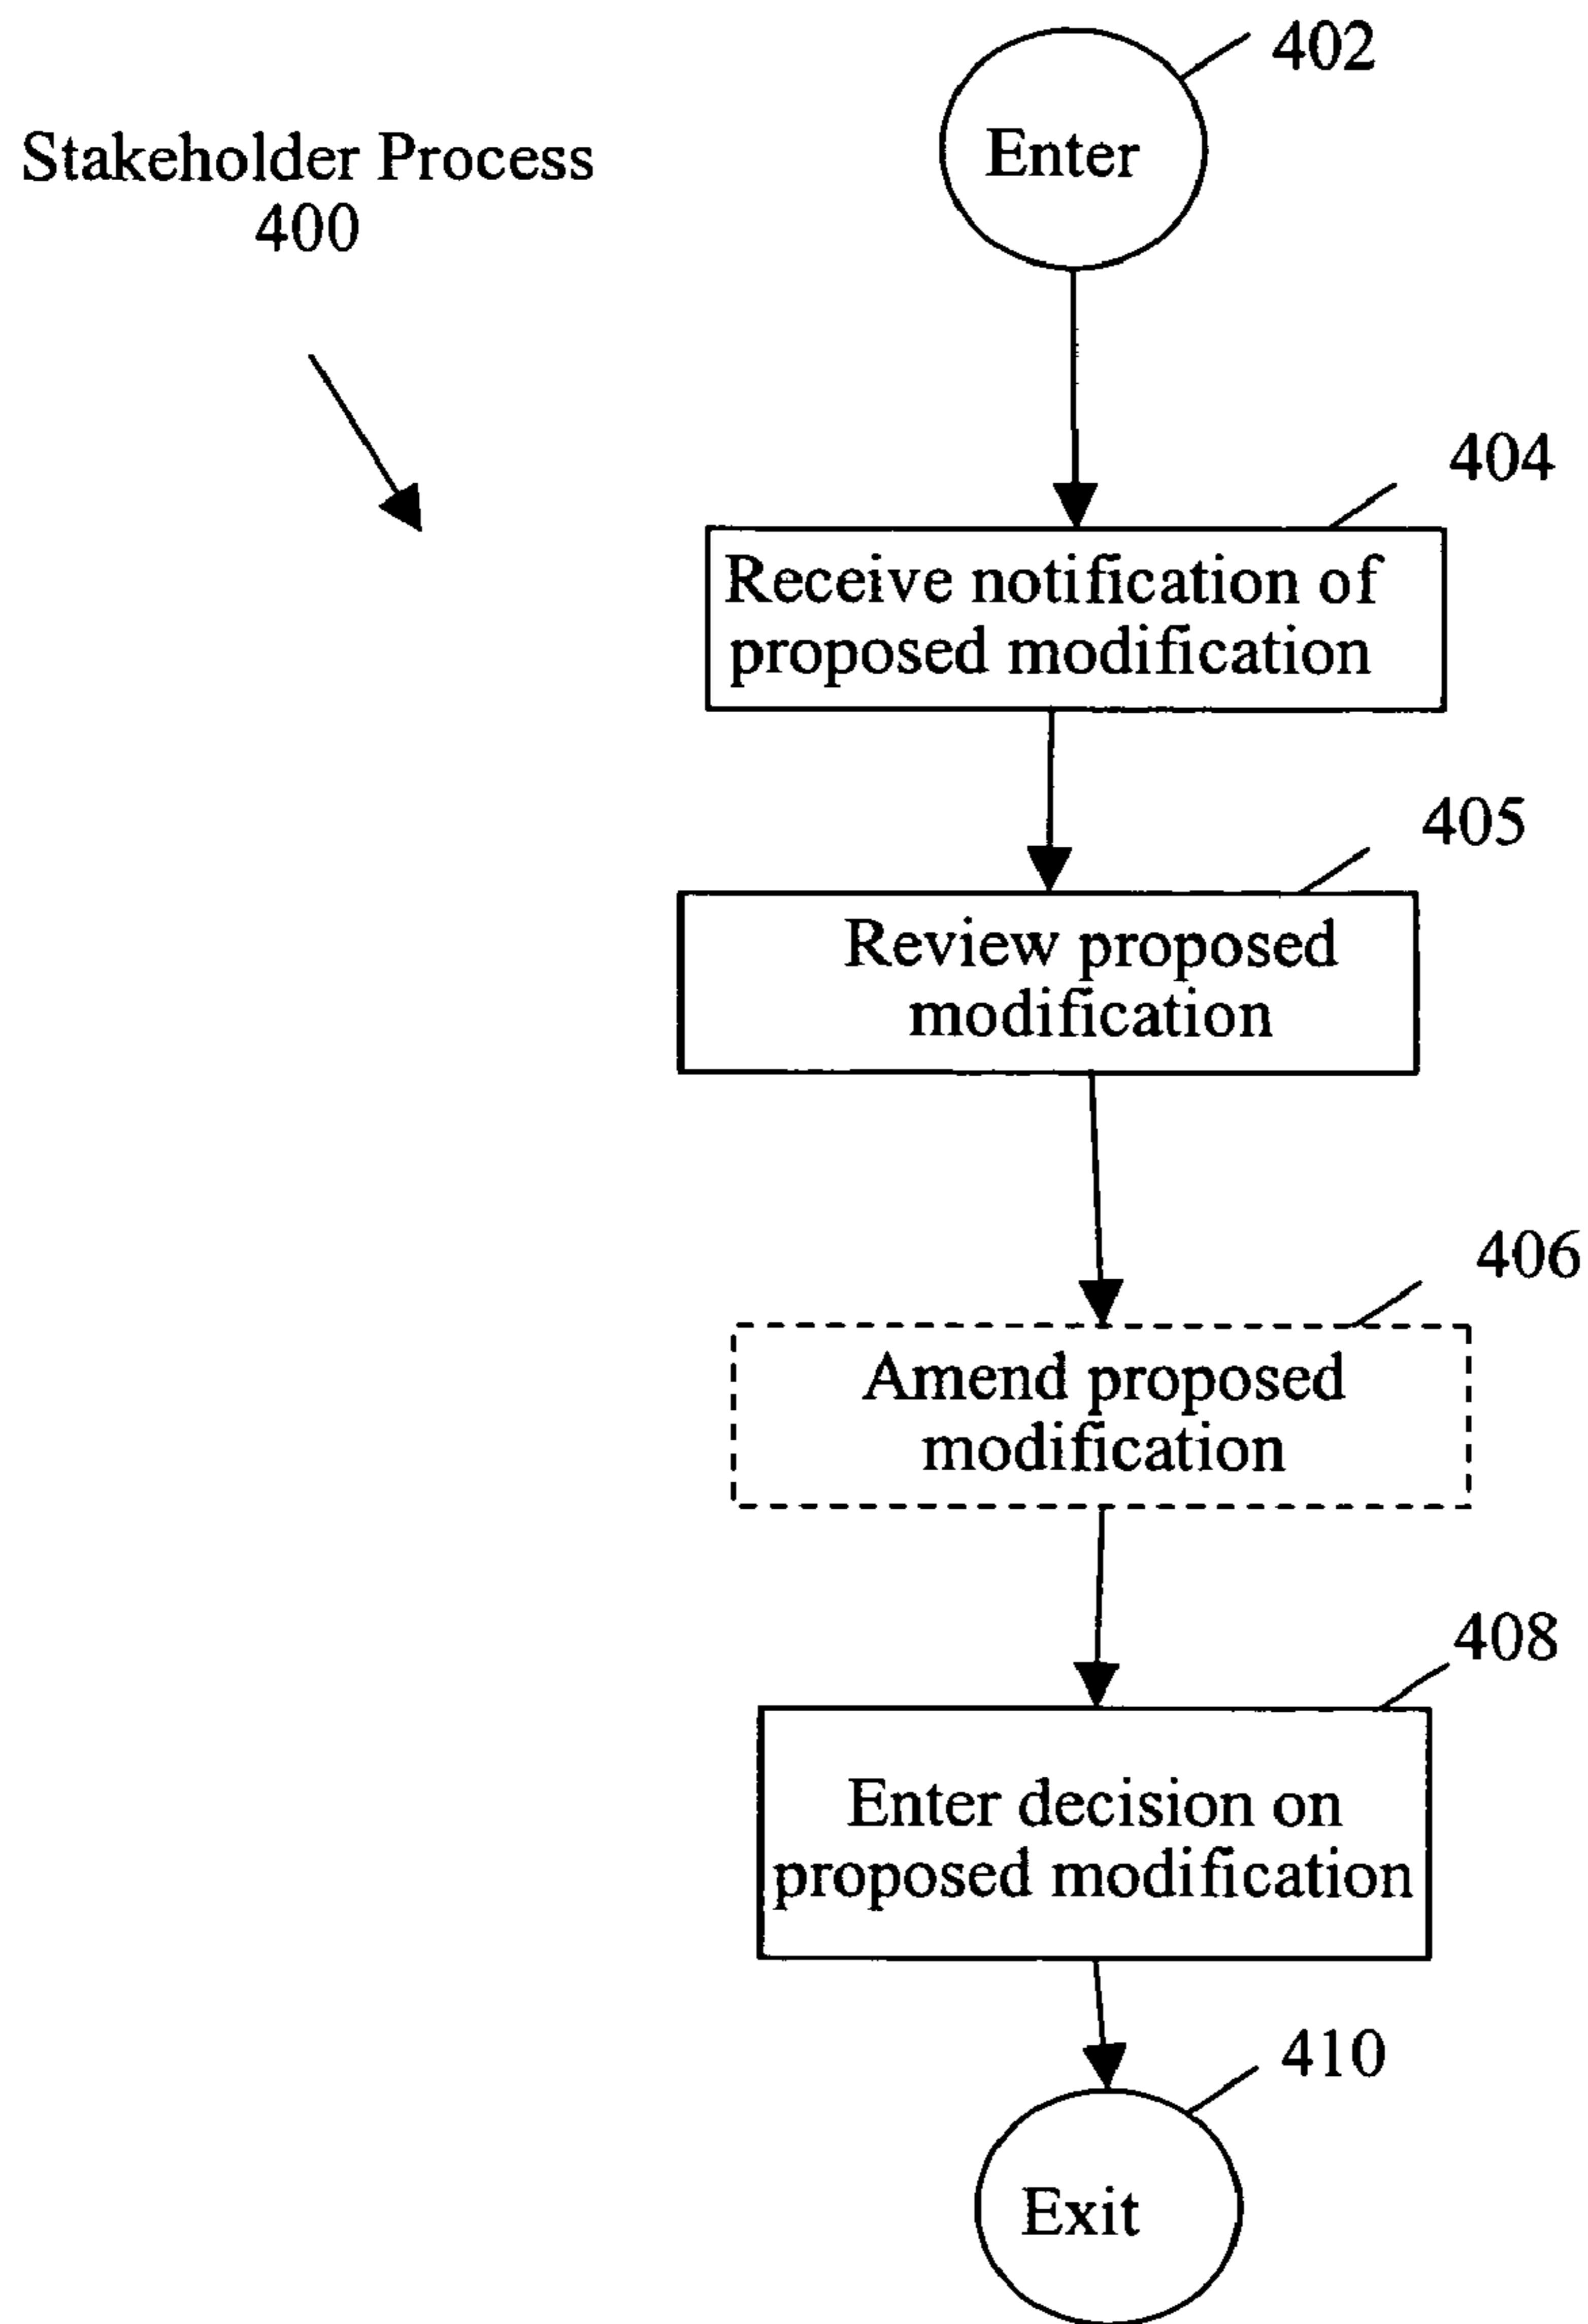 402
Enter
Stakeholder Process
400
404
Receive notification of
proposed modification
405
Review proposed
modification
406
Amend proposed
modification
408
Enter decision on
proposed modification
410
Exit